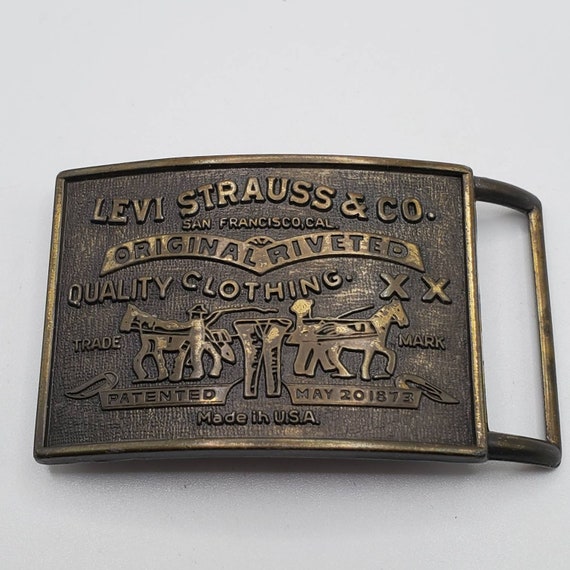 LEVI STRAUSS & CO.
SAN FRANCISCO, CAL.
ORIGINAL RIVETED
QUALITY CLOTHING. XX
TRADE MARK
PATENTED MAY 20 1873
Made in U.S.A.